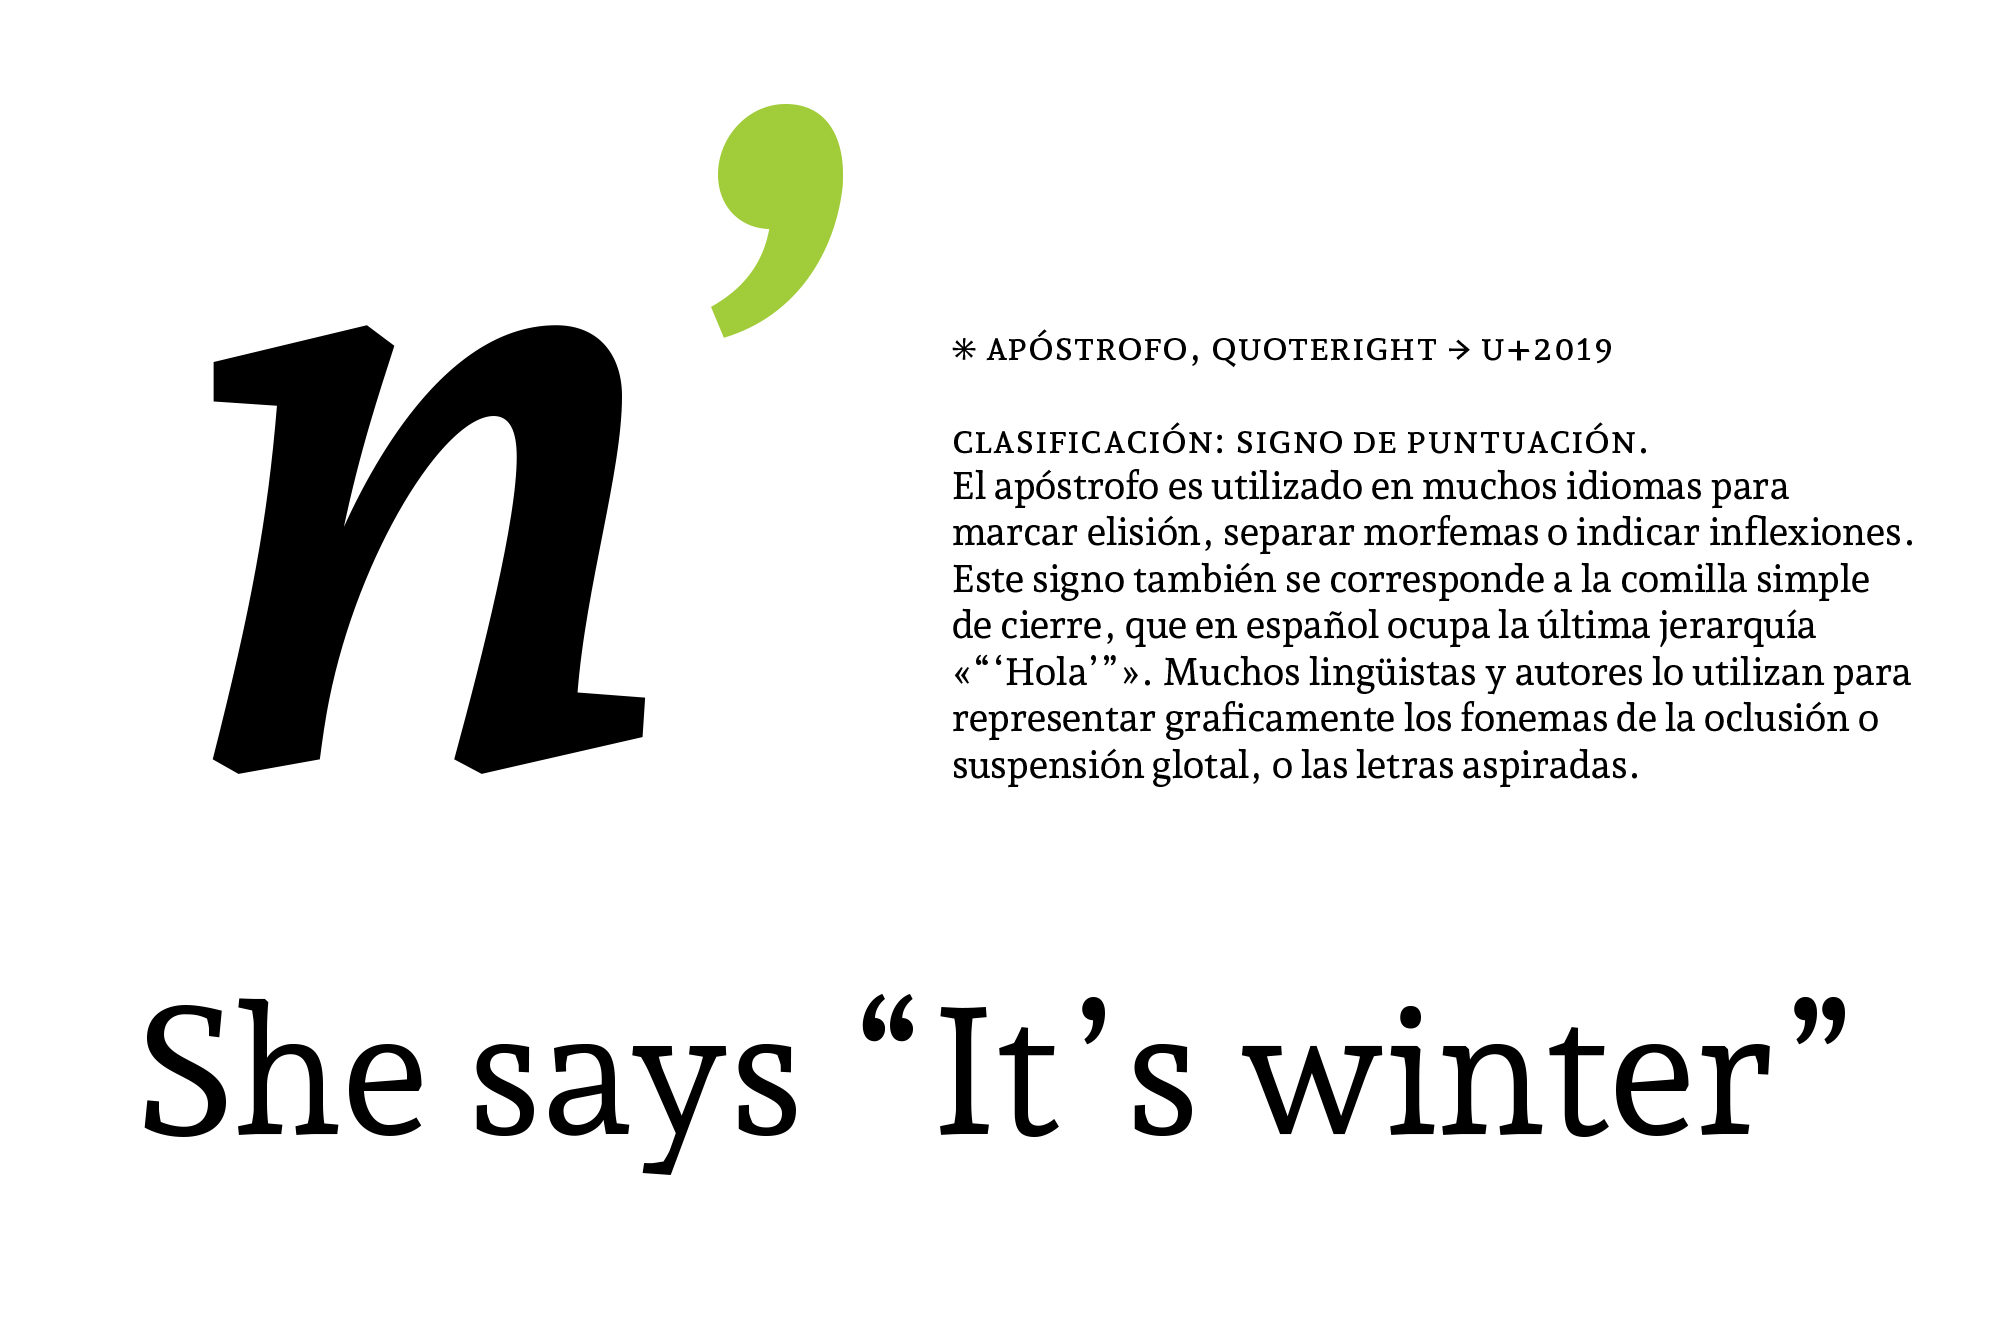 n’
✳ APÓSTROFO, QUOTERIGHT → U+2019
CLASIFICACIÓN: SIGNO DE PUNTUACIÓN.
El apóstrofo es utilizado en muchos idiomas para
marcar elisión, separar morfemas o indicar inflexiones.
Este signo también se corresponde a la comilla simple
de cierre, que en español ocupa la última jerarquía
«“‘Hola’”». Muchos lingüistas y autores lo utilizan para
representar graficamente los fonemas de la oclusión o
suspensión glotal, o las letras aspiradas.
She says “It’s winter”